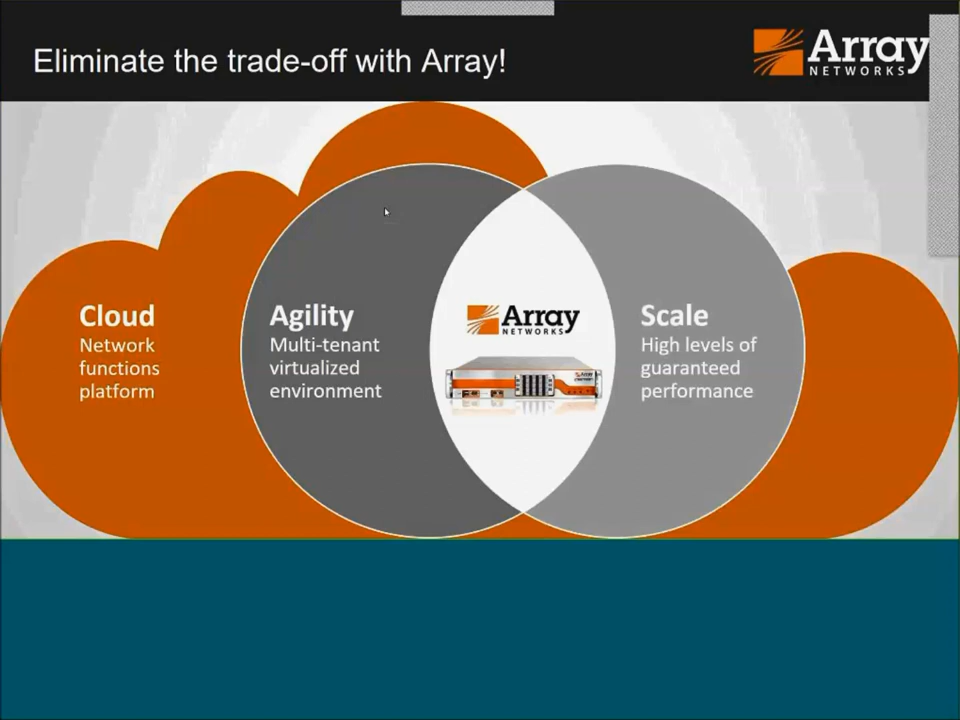 Eliminate the trade-off with Array!
Array
NETWORKS
Cloud
Network
functions
platform
Agility
Multi-tenant
virtualized
environment
Array
NETWORKS
Scale
High levels of
guaranteed
performance